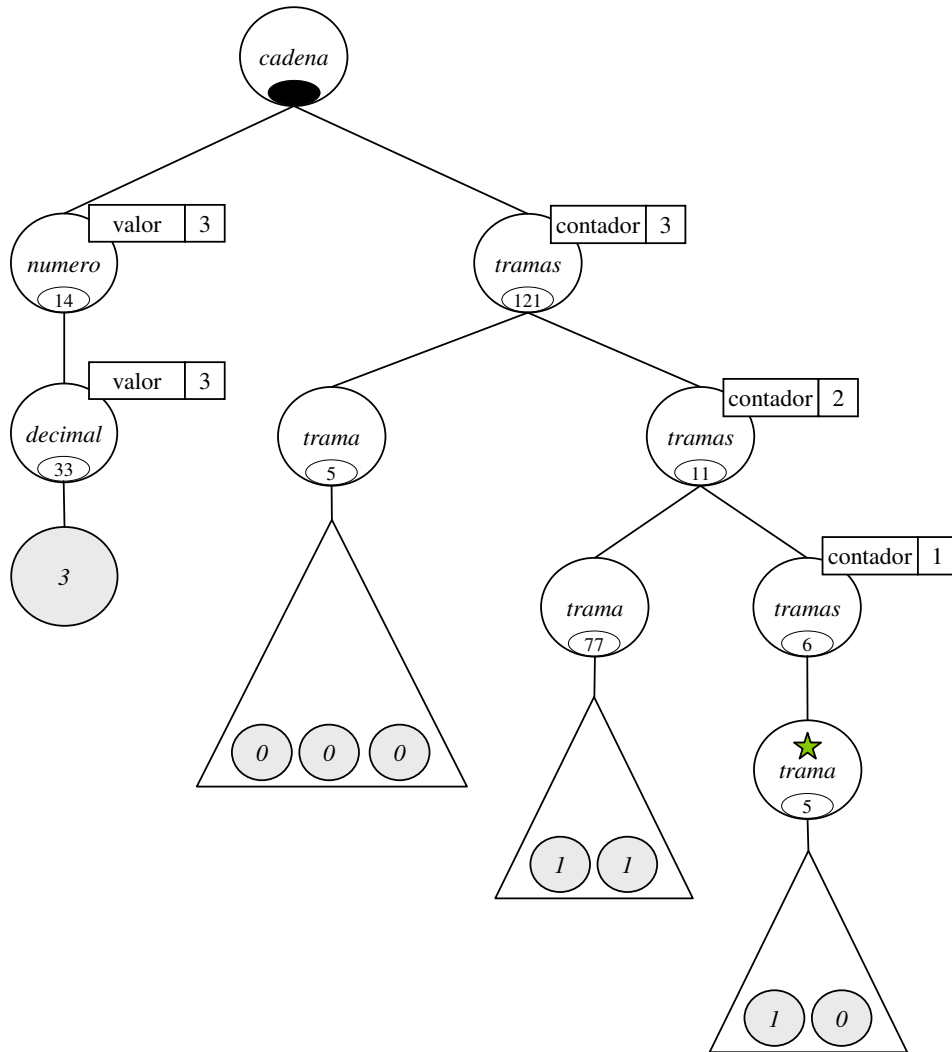 cadena
valor 3
contador 3
numero
tramas
14
121
valor 3
contador 2
decimal
trama
tramas
33
5
11
contador 1
3
trama
tramas
77
6
0 0 0
trama
5
1 1
1 0